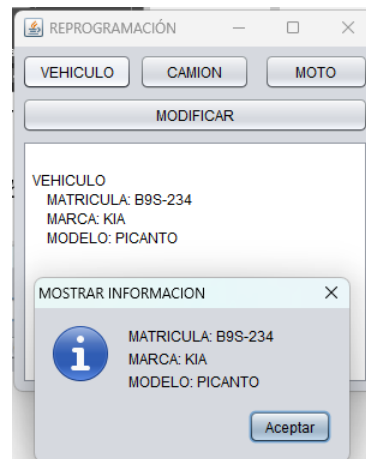 REPROGRAMACIÓN
VEHICULO CAMION MOTO
MODIFICAR
VEHICULO
MATRICULA: B9S-234
MARCA: KIA
MODELO: PICANTO
MOSTRAR INFORMACION
MATRICULA: B9S-234
MARCA: KIA
MODELO: PICANTO
Aceptar